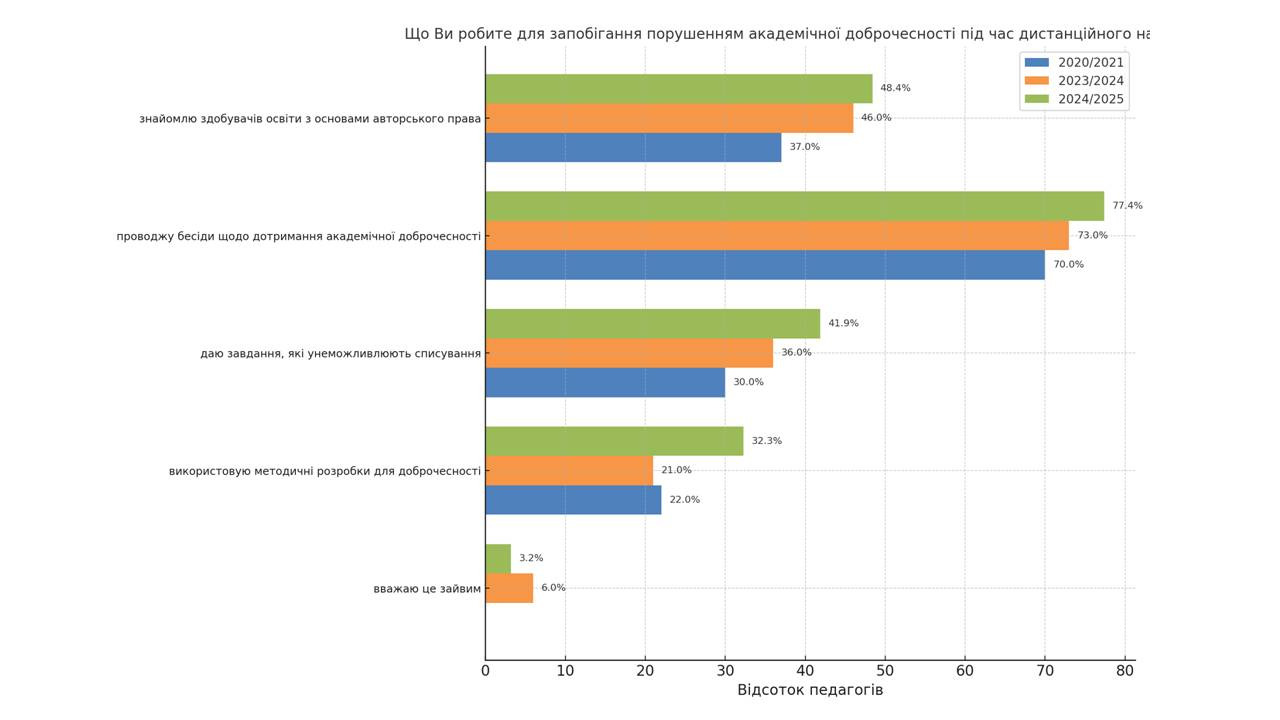 Що Ви робите для запобігання порушенням академічної доброчесності під час дистанційного
2020/2021
2023/2024
2024/2025
знайомлю здобувачів освіти з основами авторського права
48.4%
46.0%
37.0%
проводжу бесіди щодо дотримання академічної доброчесності
77.4%
73.0%
70.0%
даю завдання, які унеможливлюють списування
41.9%
36.0%
30.0%
використовую методичні розробки для доброчесності
32.3%
21.0%
22.0%
вважаю це зайвим
3.2%
6.0%
0 10 20 30 40 50 60 70 80
Відсоток педагогів